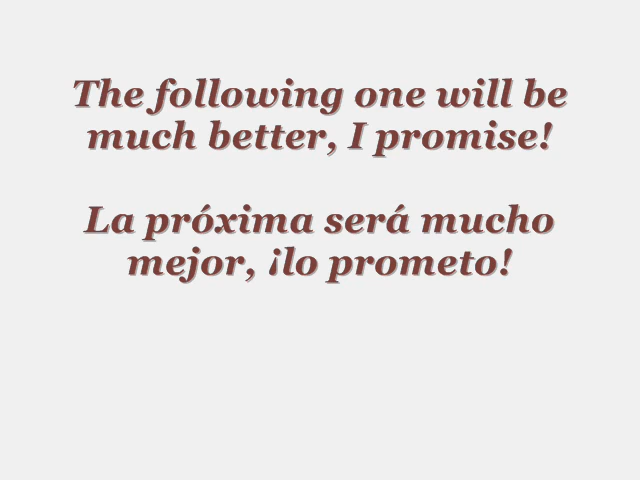 The following one will be
much better, I promise!
La próxima será mucho
mejor, ¡lo prometo!